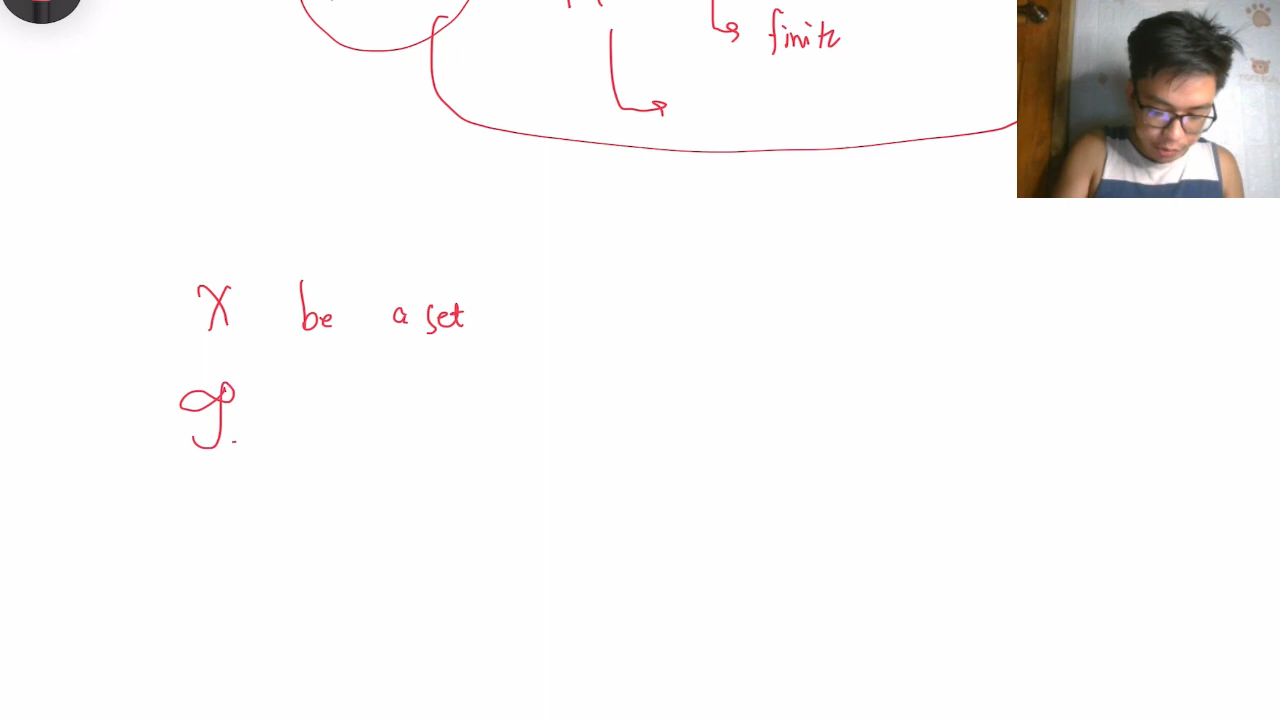 finite
X be a set
𝒯.